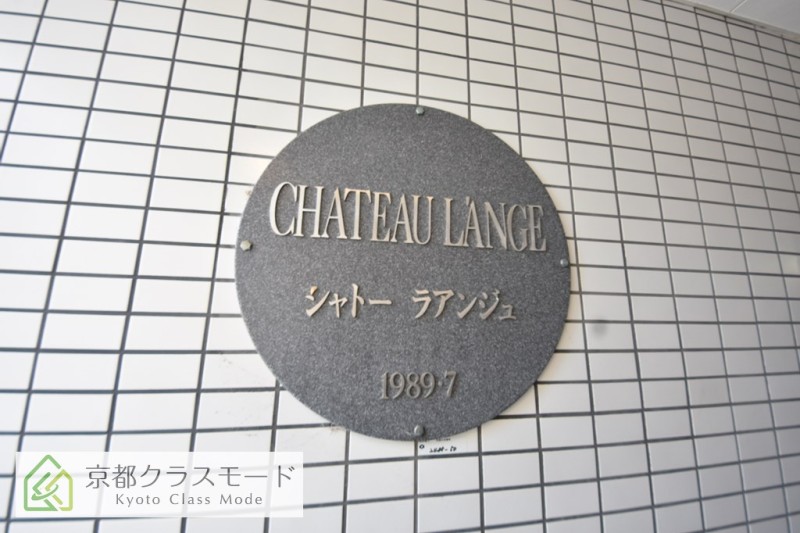 CHATEAU L'ANGE
シャトー ラアンジュ
1989・7
京都クラスモード
Kyoto Class Mode